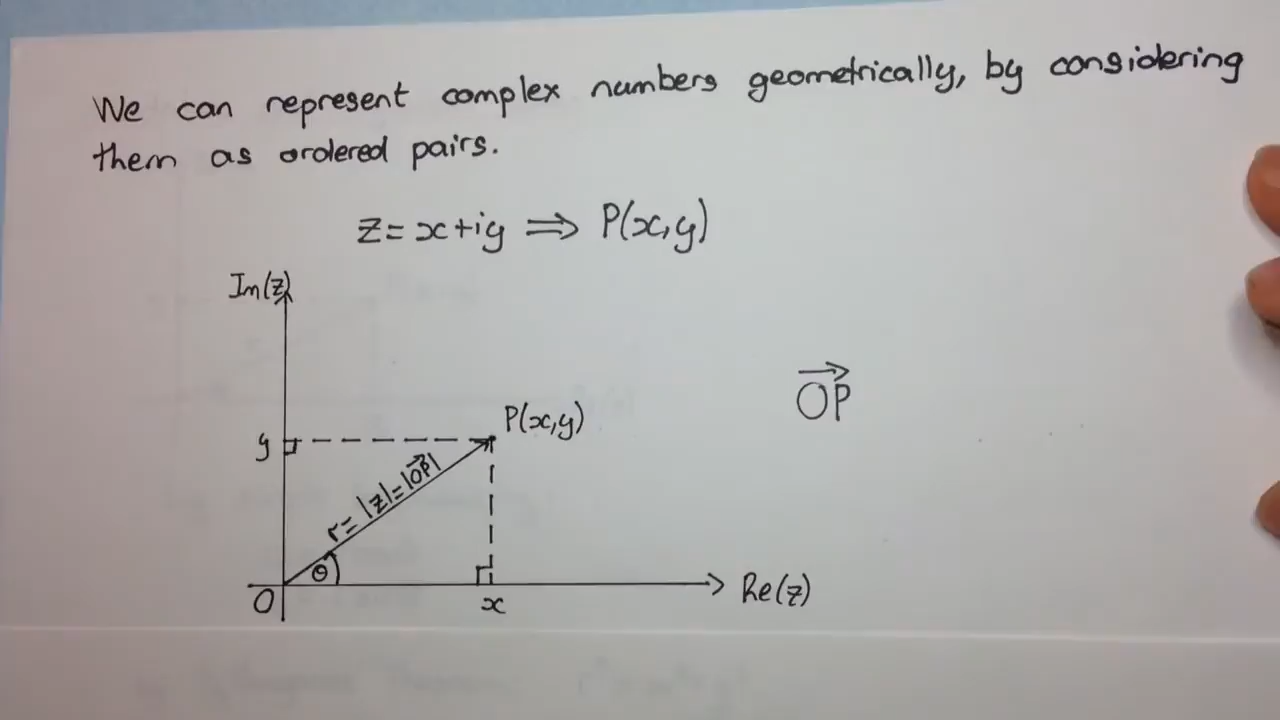 We can represent complex numbers geometrically, by considering
them as ordered pairs.
z = x+iy ⟹ P(x,y)
Im(z)
P(x,y)
y
r = |z| = |OP⃗|
θ
O
x
Re(z)
OP⃗